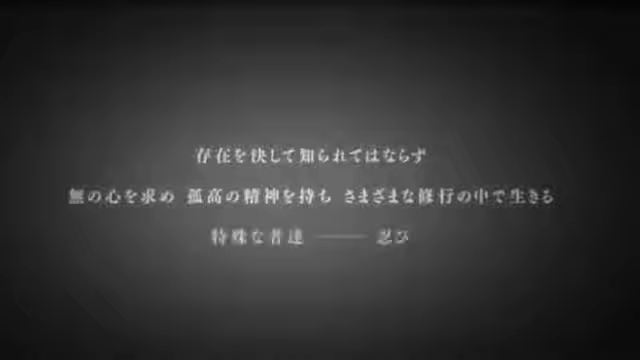 存在を決して知られてはならず
無の心を求め 孤高の精神を持ち さまざまな修行の中で生きる
特殊な者達 ――― 忍び